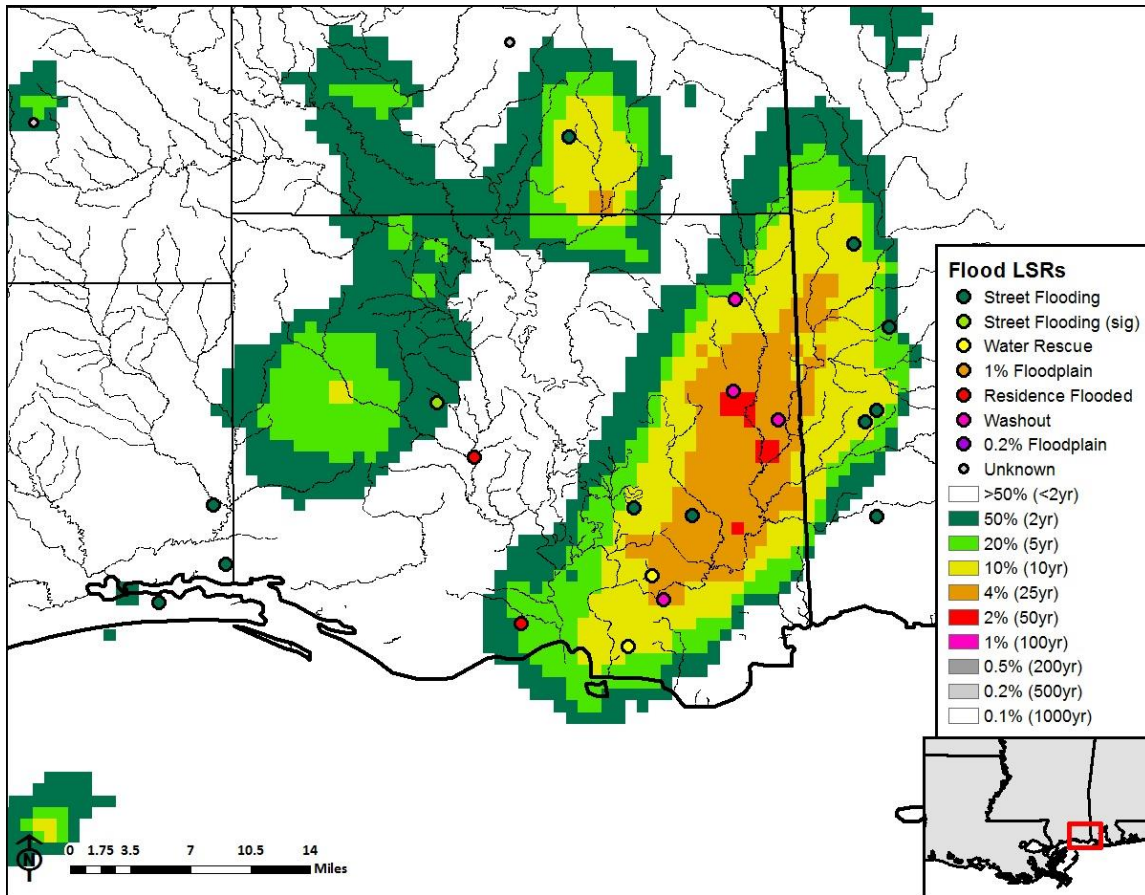 Flood LSRs
Street Flooding
Street Flooding (sig)
Water Rescue
1% Floodplain
Residence Flooded
Washout
0.2% Floodplain
Unknown
>50% (<2yr)
50% (2yr)
20% (5yr)
10% (10yr)
4% (25yr)
2% (50yr)
1% (100yr)
0.5% (200yr)
0.2% (500yr)
0.1% (1000yr)
N
0 1.75 3.5 7 10.5 14
Miles